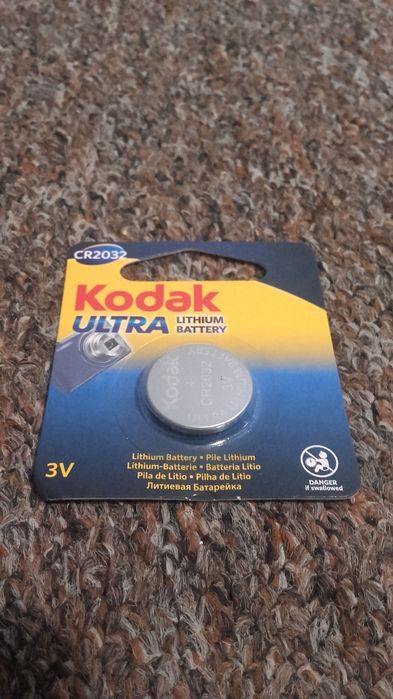 CR2032
Kodak
ULTRA LITHIUM BATTERY
Kodak
CR2032
3V
3V
Lithium Battery • Pile Lithium
Lithium-Batterie • Batteria Litio
Pila de Litio • Pilha de Litio
Литиевая Батарейка
DANGER
if swallowed